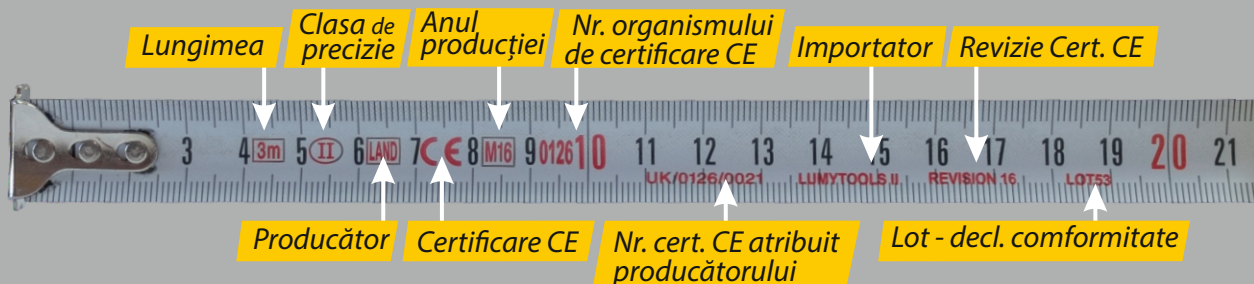 Lungimea
Clasa de
precizie
Anul
producției
Nr. organismului
de certificare CE
Importator
Revizie Cert. CE
3 4 3m 5 II 6 LAND 7 CE 8 M16 9 0126 10 11 12 13 14 15 16 17 18 19 20 21
UK/0126/0021 LUMYTOOLS II REVISION 16 LOT53
Producător
Certificare CE
Nr. cert. CE atribuit
producătorului
Lot - decl. comformitate